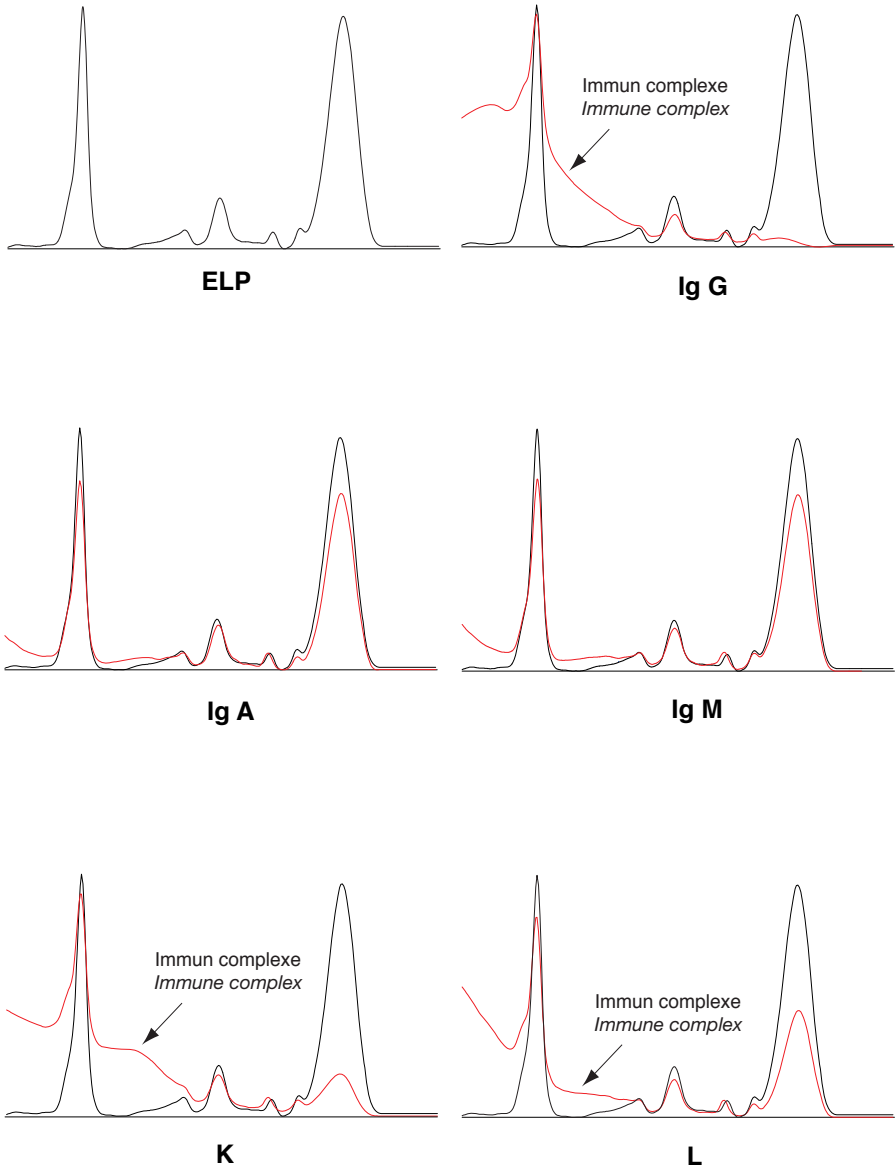 ELP
Immun complexe
Immune complex
Ig G
Ig A
Ig M
Immun complexe
Immune complex
K
Immun complexe
Immune complex
L